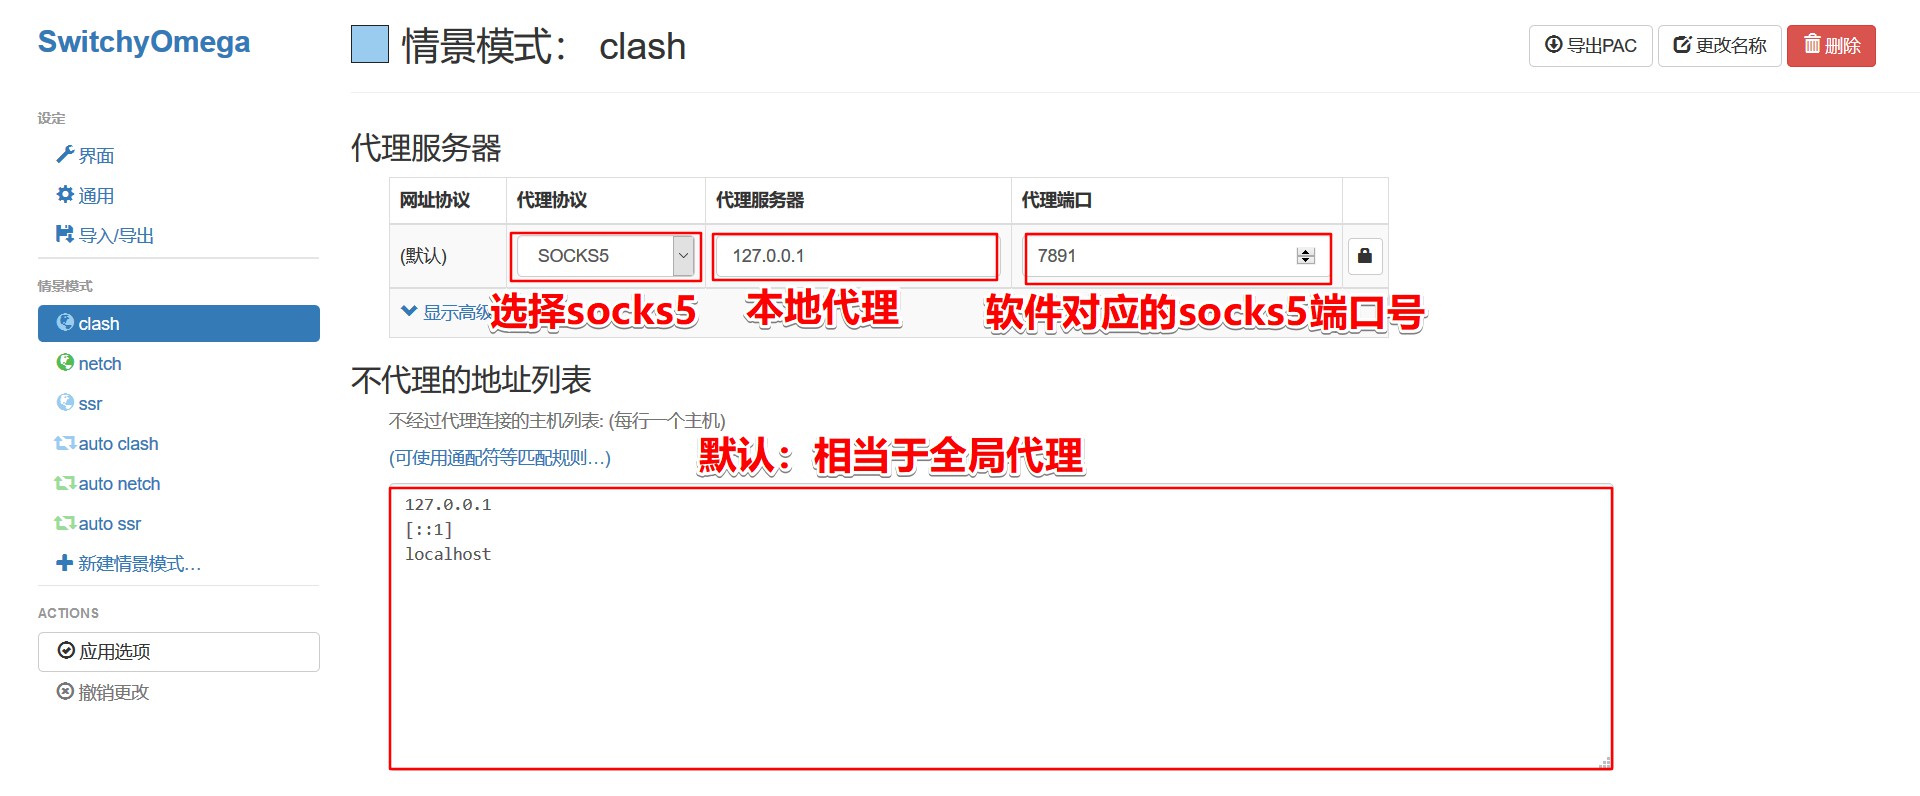 SwitchyOmega
设定
界面
通用
导入/导出
情景模式
clash
netch
ssr
auto clash
auto netch
auto ssr
新建情景模式…
ACTIONS
应用选项
撤销更改
情景模式： clash
导出PAC
更改名称
删除
代理服务器
网址协议 代理协议 代理服务器 代理端口
(默认) SOCKS5 127.0.0.1 7891
显示高级
选择socks5 本地代理 软件对应的socks5端口号
不代理的地址列表
不经过代理连接的主机列表: (每行一个主机)
(可使用通配符等匹配规则…)
默认：相当于全局代理
127.0.0.1
[::1]
localhost